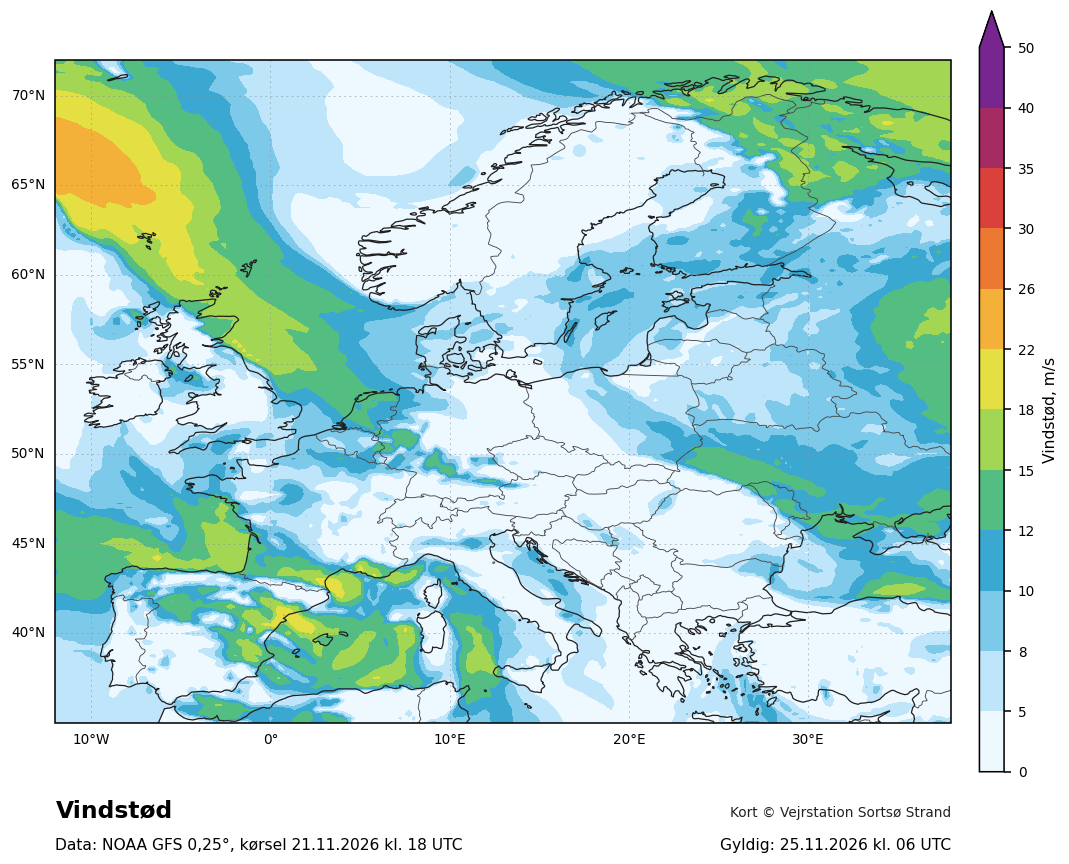 70°N
65°N
60°N
55°N
50°N
45°N
40°N
10°W
0°
10°E
20°E
30°E
50
40
35
30
26
22
18
15
12
10
8
5
0
Vindstød, m/s
Vindstød
Kort © Vejrstation Sortsø Strand
Data: NOAA GFS 0,25°, kørsel 21.11.2026 kl. 18 UTC
Gyldig: 25.11.2026 kl. 06 UTC